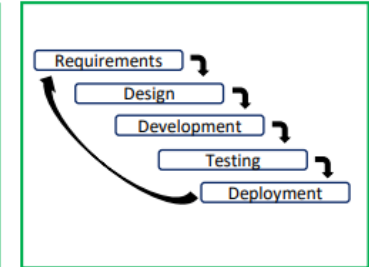 Requirements
Design
Development
Testing
Deployment